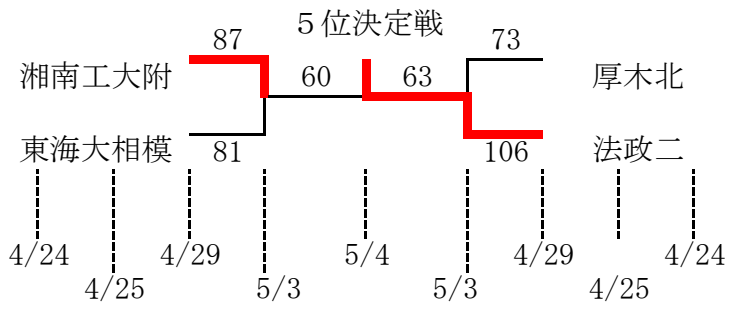 ５位決定戦
87 73
湘南工大附 60 63 厚木北
東海大相模 81 106 法政二
4/24 4/29 5/4 4/29 4/24
4/25 5/3 5/3 4/25